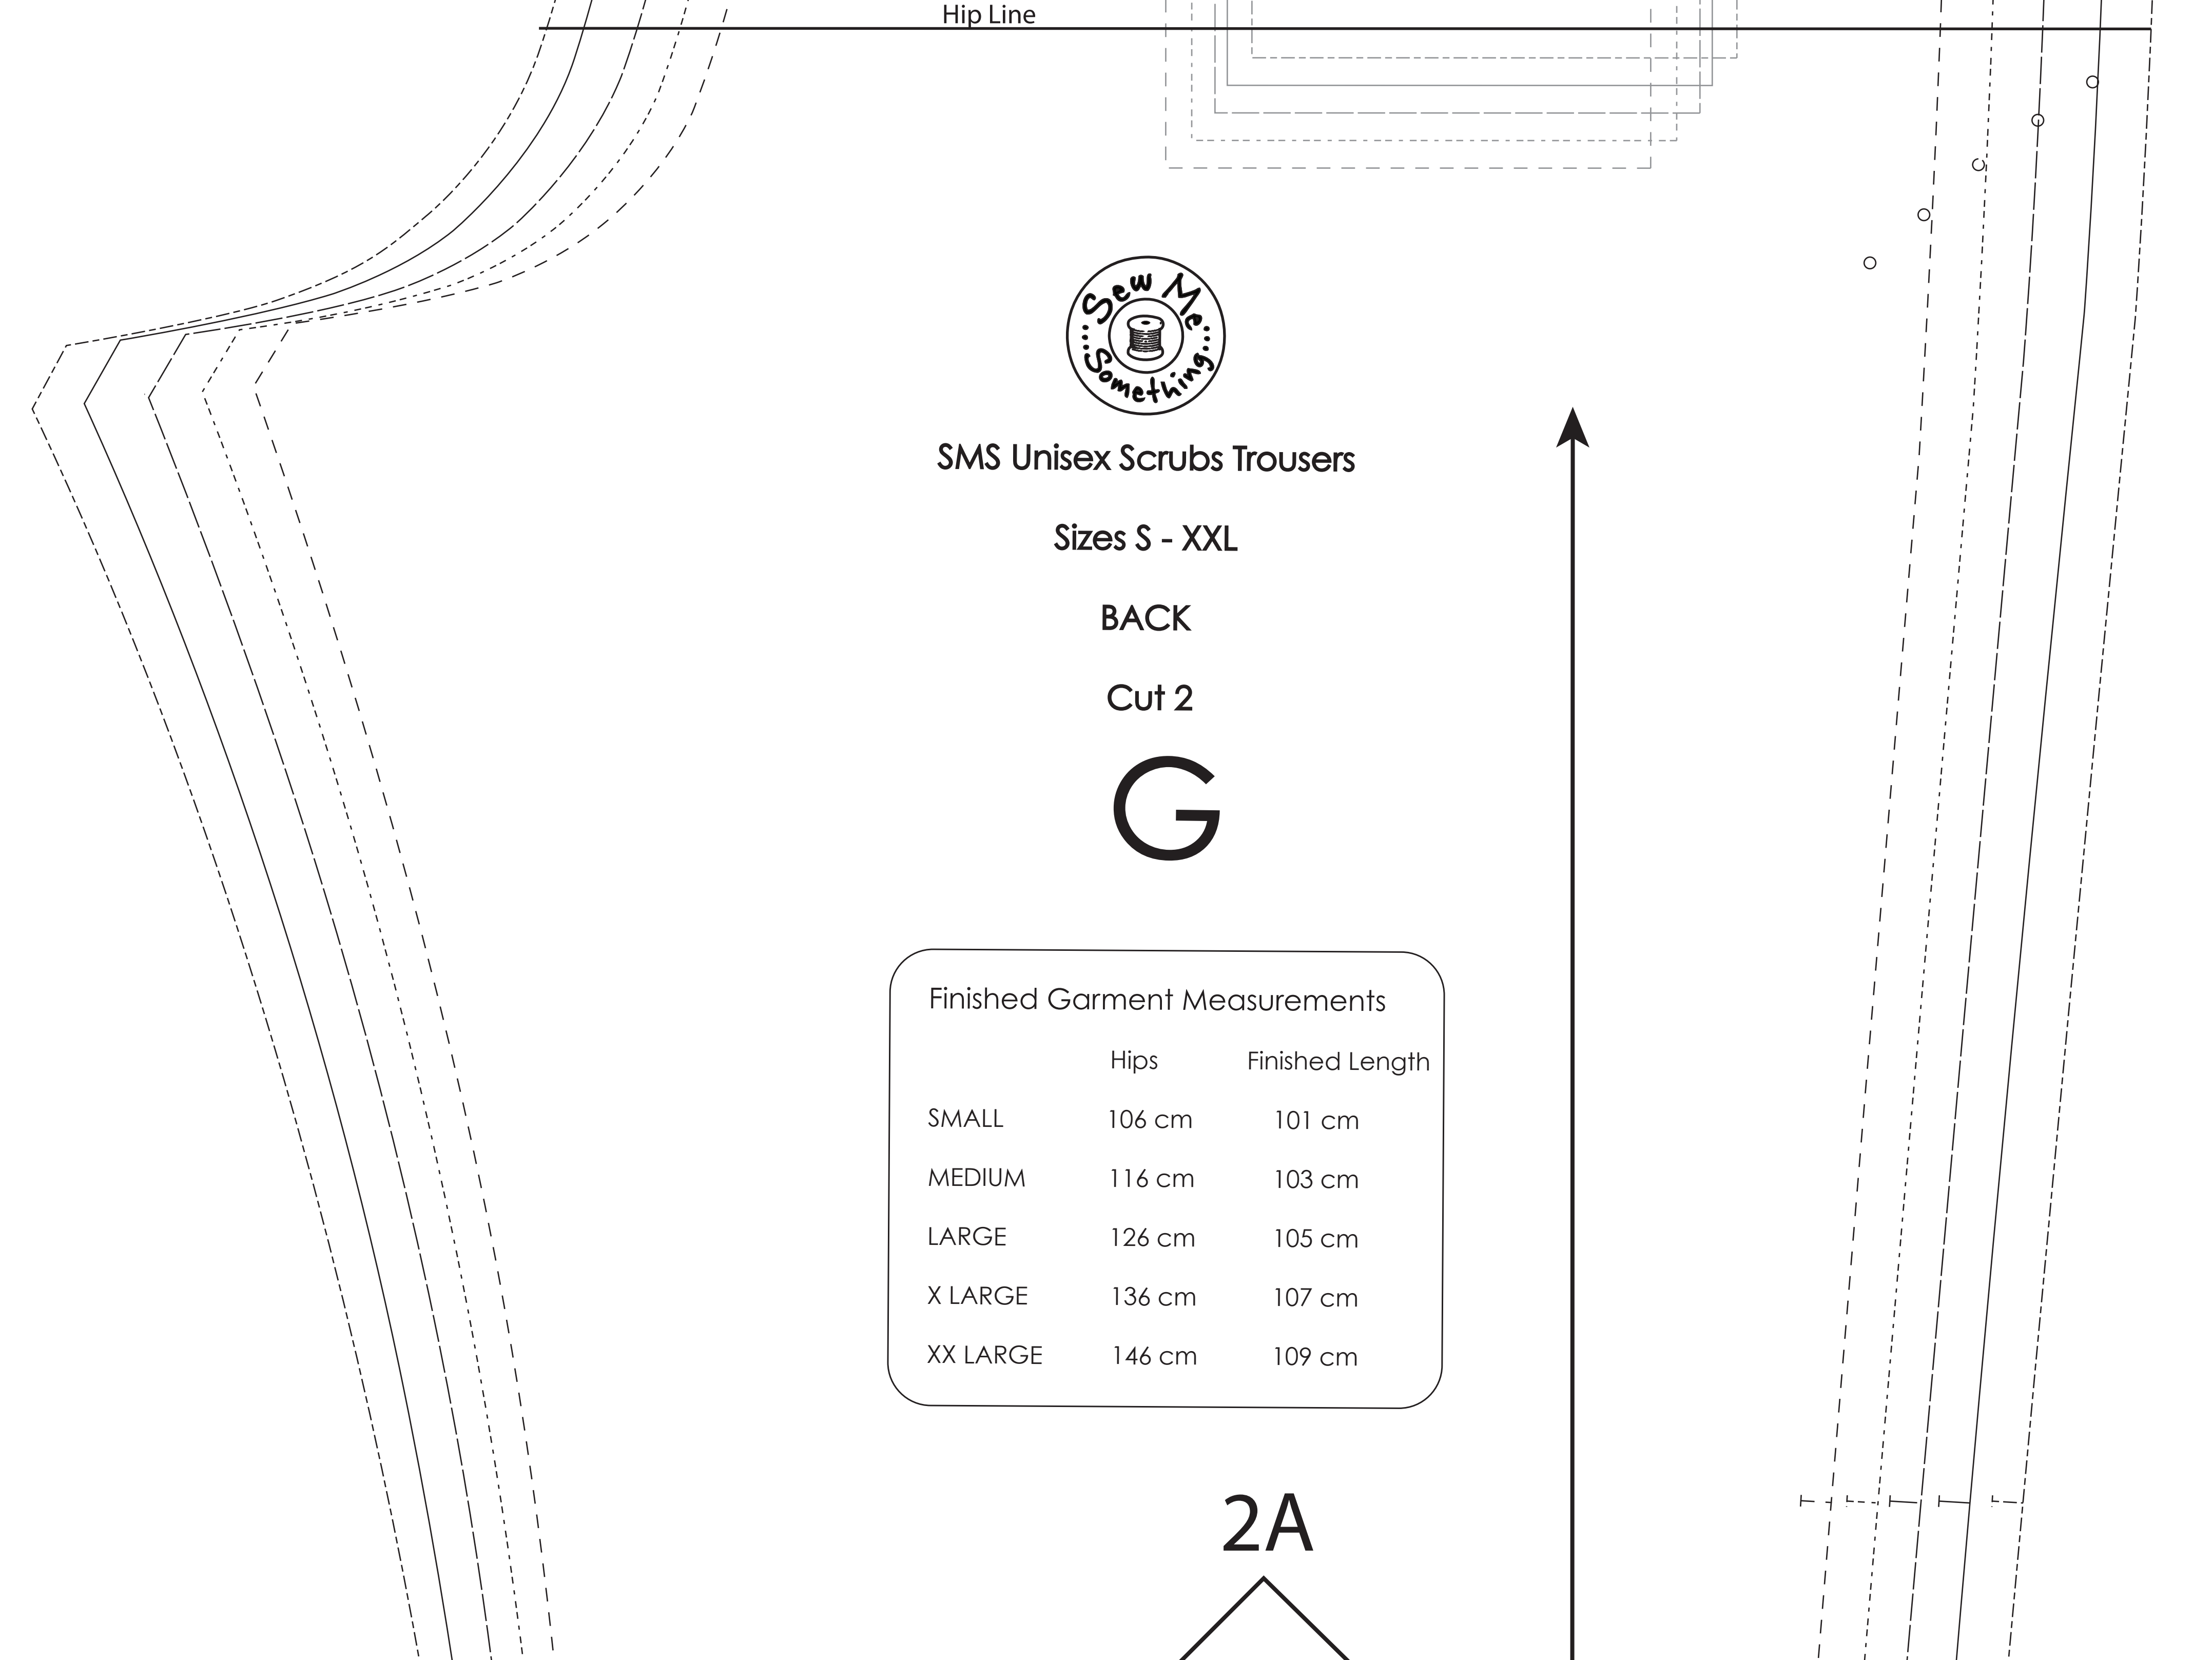 Hip Line
Sew Me...
...Something...
SMS Unisex Scrubs Trousers
Sizes S - XXL
BACK
Cut 2
G
Finished Garment Measurements
Hips Finished Length
SMALL 106 cm 101 cm
MEDIUM 116 cm 103 cm
LARGE 126 cm 105 cm
X LARGE 136 cm 107 cm
XX LARGE 146 cm 109 cm
2A